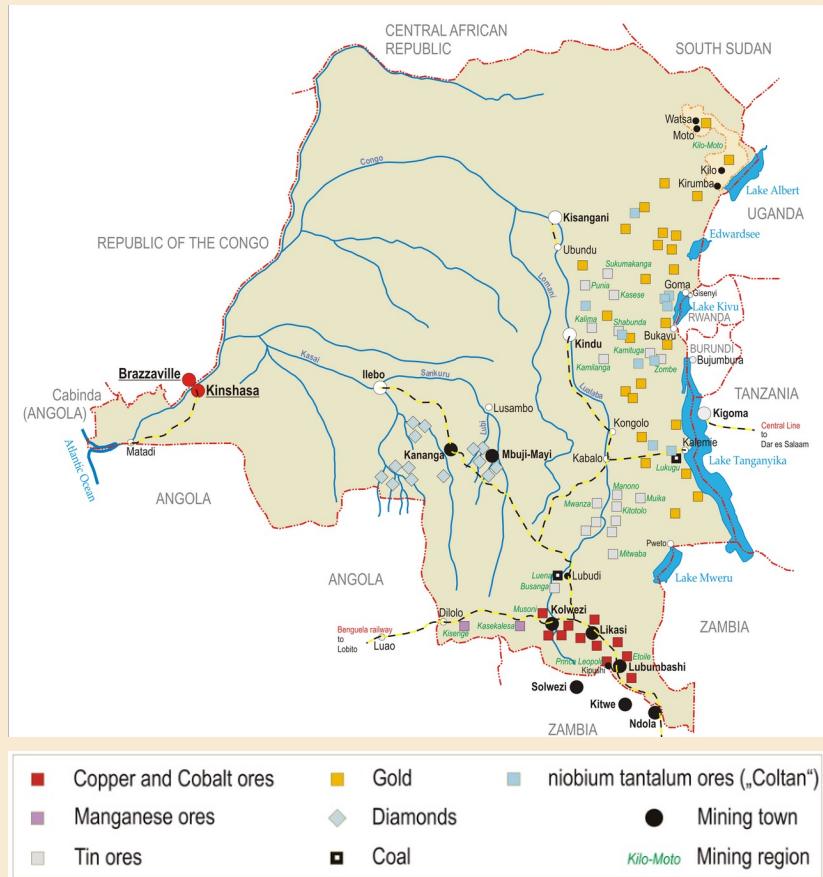 CENTRAL AFRICAN
REPUBLIC
SOUTH SUDAN
Watsa
Moto
Kilo-Moto
Kilo
Kirumba
Lake Albert
UGANDA
Congo
Kisangani
Edwardsee
REPUBLIC OF THE CONGO
Ubundu
Sukumakanga
Lomani
Punia
Kasese
Goma
Gisenyi
Lake Kivu
RWANDA
Kalima
Shabunda
Bukavu
Kindu
Kamituga
BURUNDI
Bujumbura
Kasai
Kamilanga
Zombe
Ilebo
Sankuru
Brazzaville
Kinshasa
Cabinda
(ANGOLA)
Lualaba
TANZANIA
Lusambo
Kigoma
Lubi
Kongolo
Central Line
to
Dar es Salaam
Matadi
Atlantic Ocean
Kananga
Mbuji-Mayi
Kabalo
Kalemie
Lukugu
Lake Tanganyika
ANGOLA
Manono
Mwanza
Muika
Kitotolo
Mitwaba
Pweto
Lake Mweru
ANGOLA
Luena
Lubudi
Busanga
Dilolo
Musoni
Kolwezi
Kisenge
Kasekalesa
Likasi
ZAMBIA
Benguela railway
to
Lobito
Luao
Prince Leopold
Etoile
Kipushi
Lubumbashi
Solwezi
Kitwe
Ndola
ZAMBIA
Copper and Cobalt ores
Gold
niobium tantalum ores („Coltan“)
Manganese ores
Diamonds
Mining town
Tin ores
Coal
Kilo-Moto Mining region